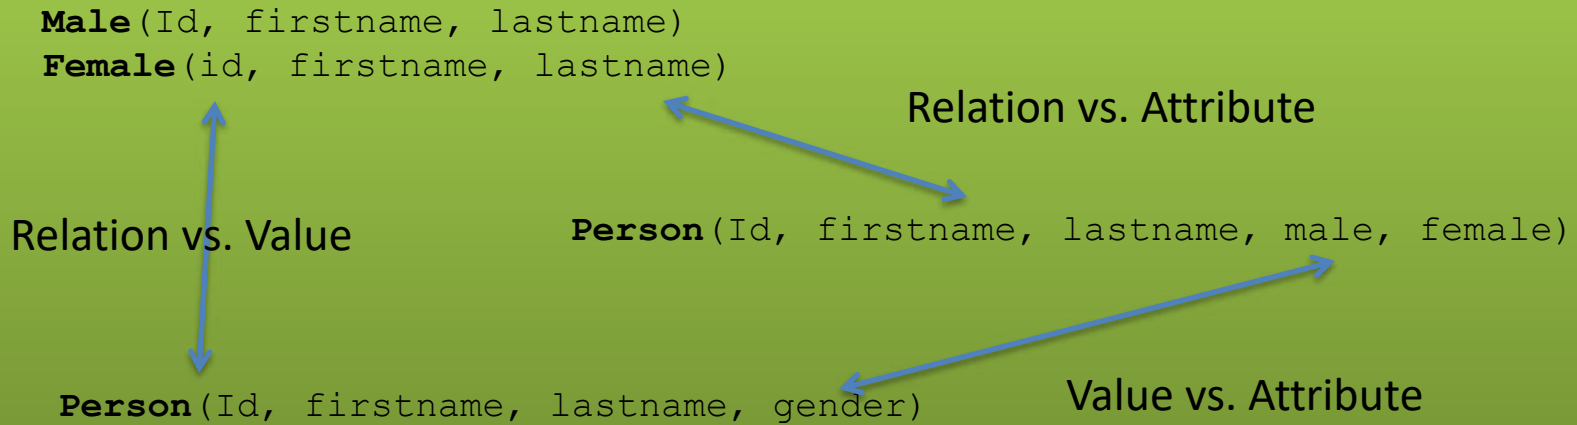 Male(Id, firstname, lastname)
Female(id, firstname, lastname)
Relation vs. Attribute
Relation vs. Value
Person(Id, firstname, lastname, male, female)
Person(Id, firstname, lastname, gender)
Value vs. Attribute